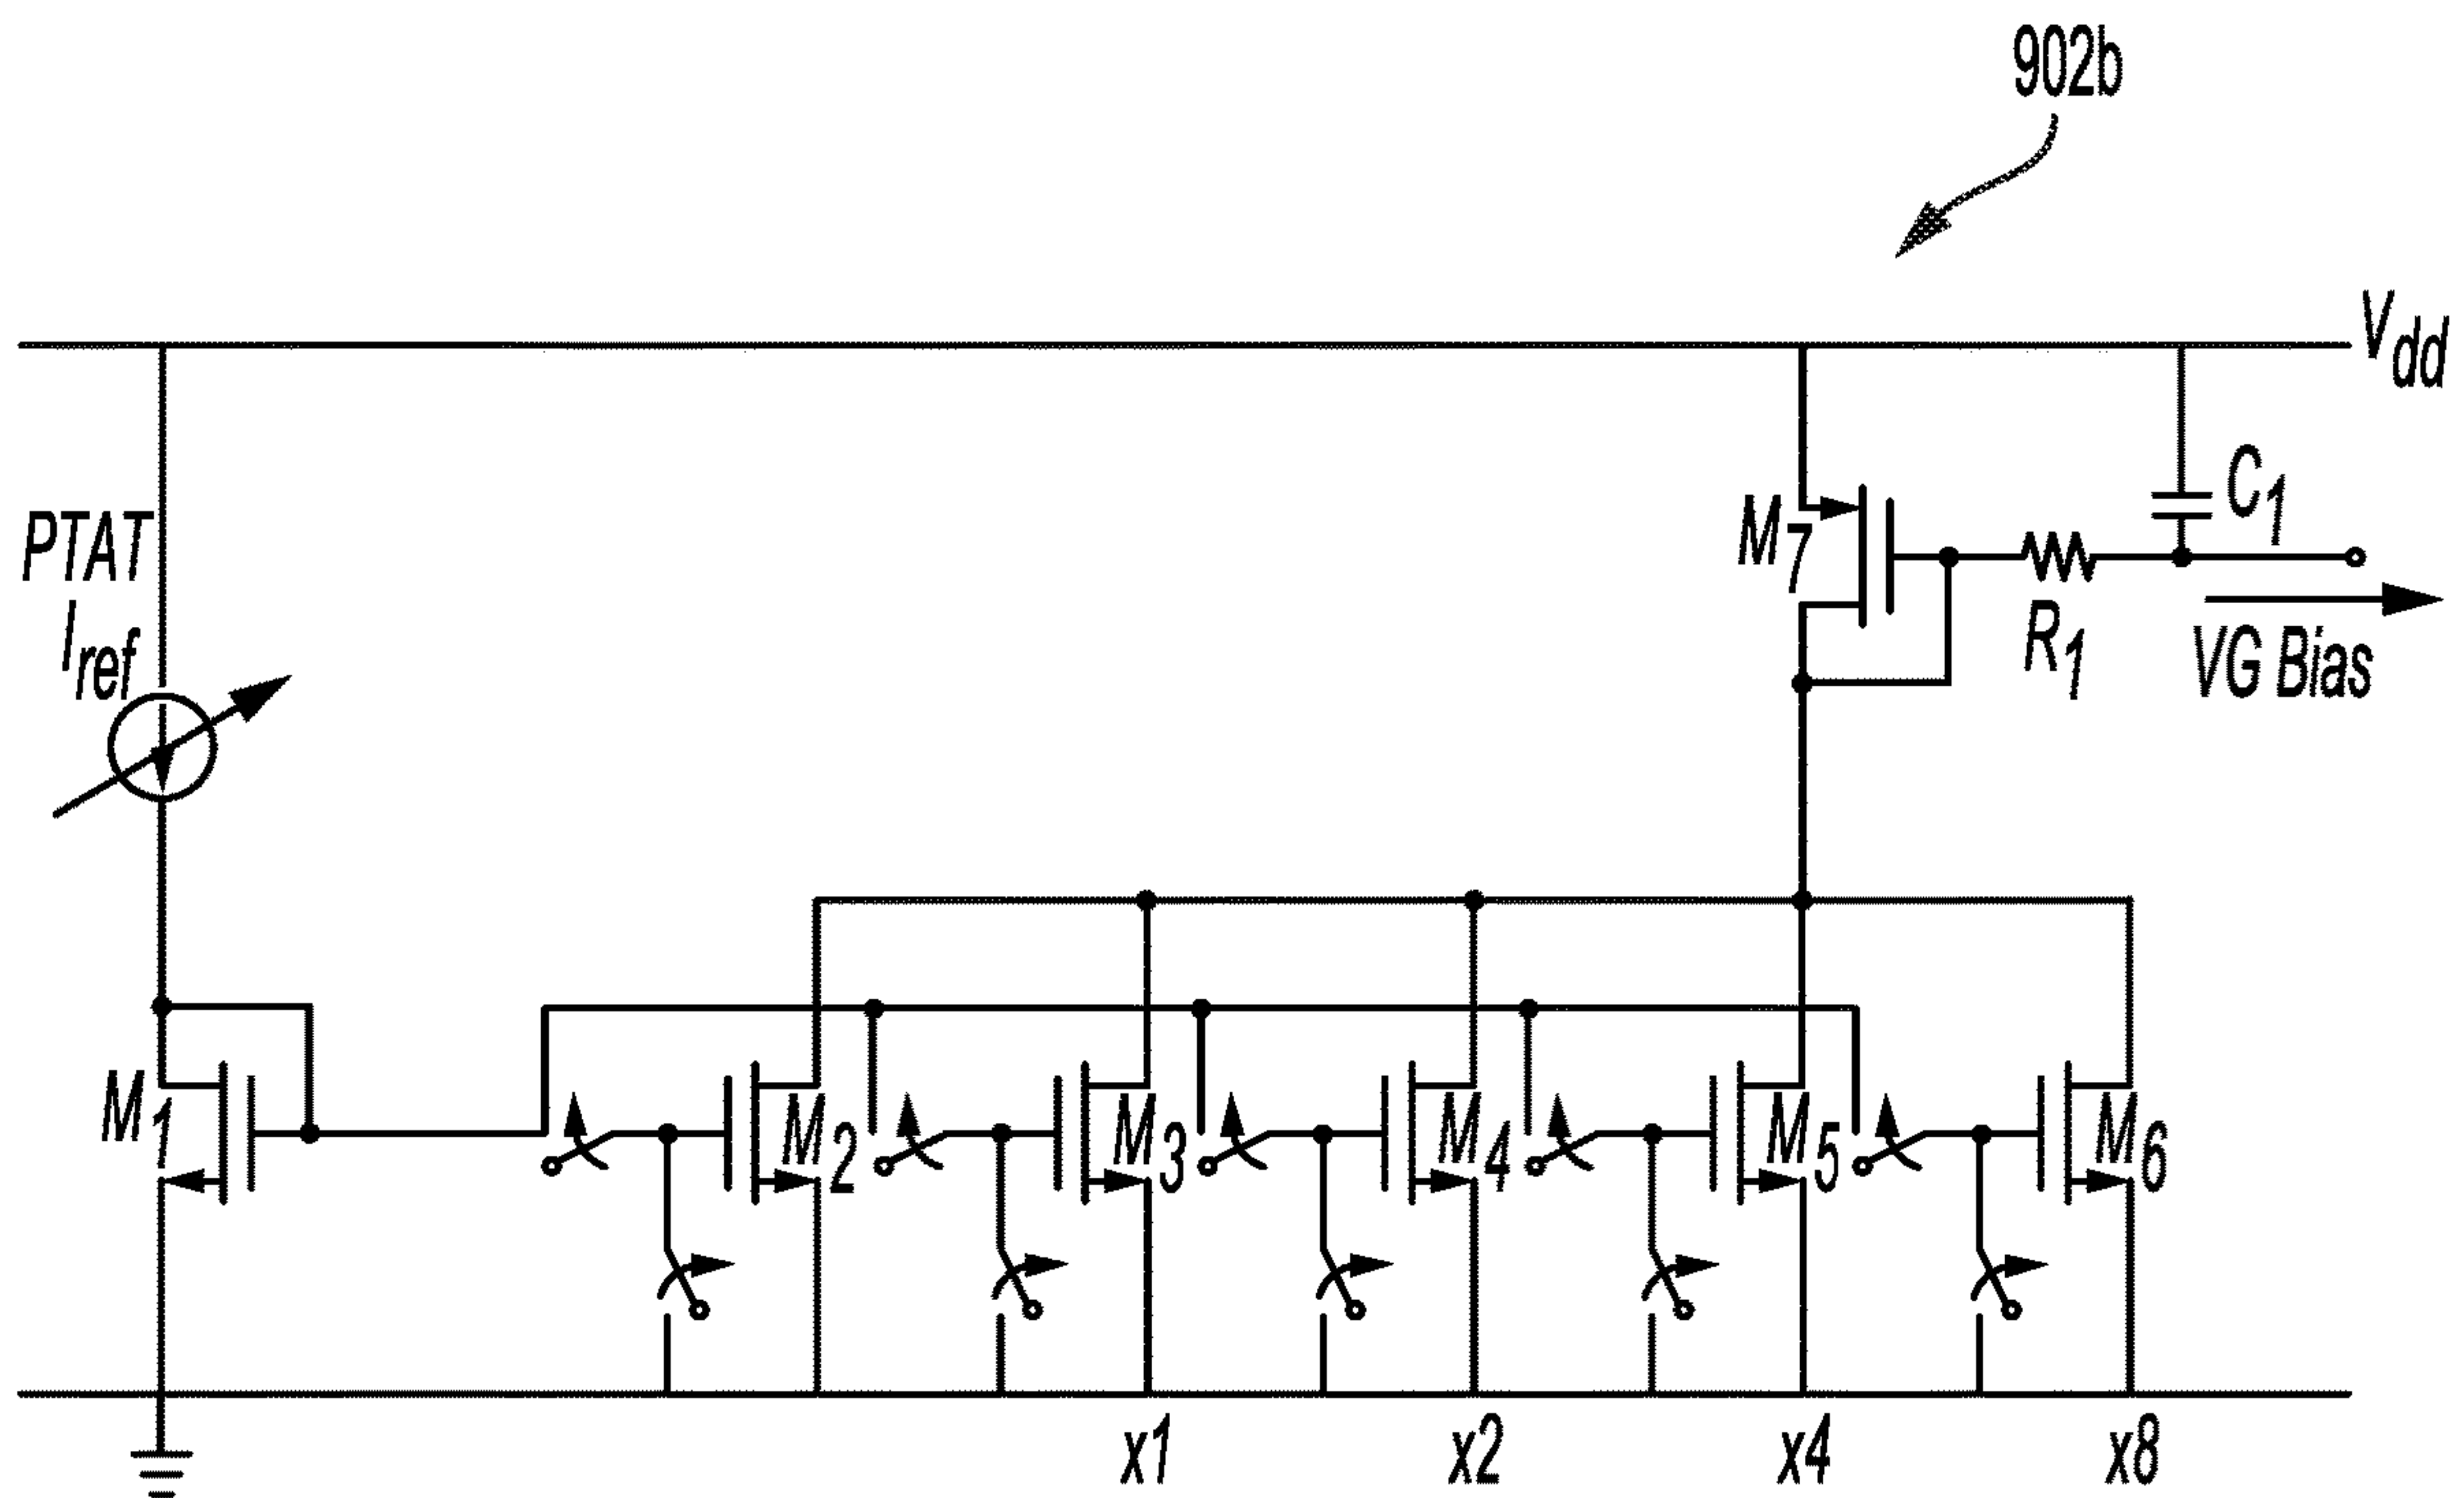 902b
Vdd
PTAT
Iref
M7
C1
R1
VG Bias
M1
M2
M3
M4
M5
M6
x1
x2
x4
x8